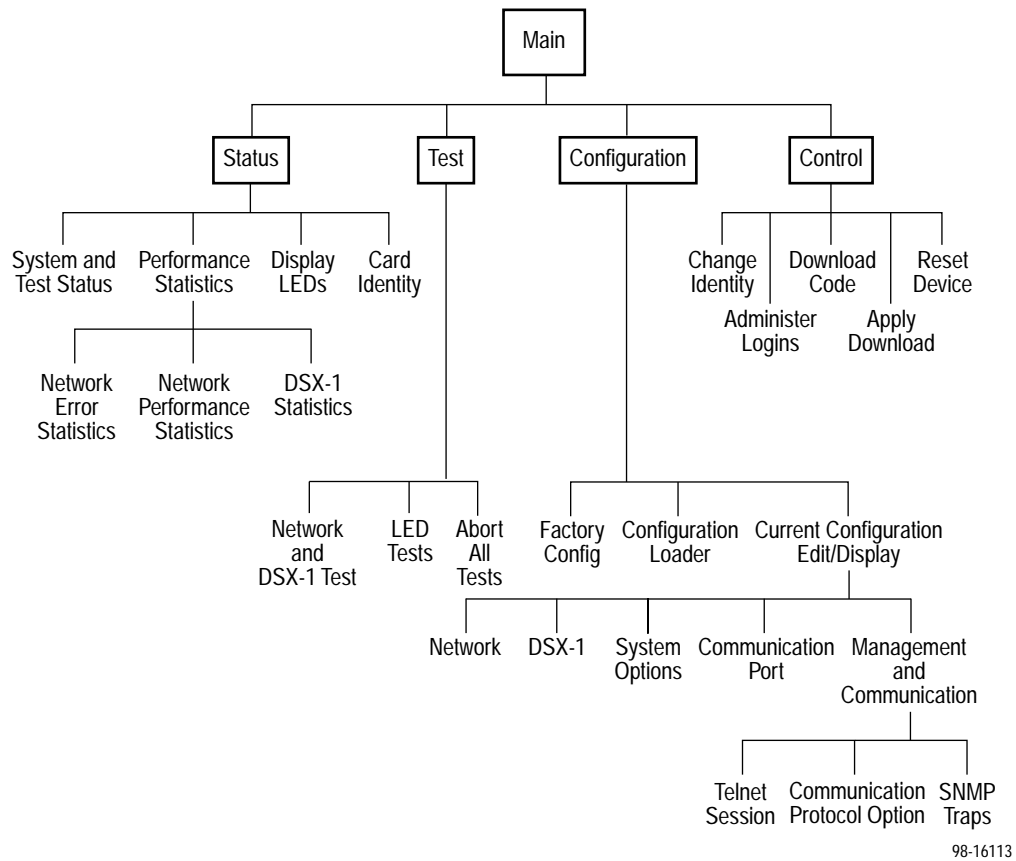 Main
Status
Test
Configuration
Control
System and
Test Status
Performance
Statistics
Display
LEDs
Card
Identity
Change
Identity
Administer
Logins
Download
Code
Apply
Download
Reset
Device
Network
Error
Statistics
Network
Performance
Statistics
DSX-1
Statistics
Network
and
DSX-1 Test
LED
Tests
Abort
All
Tests
Factory
Config
Configuration
Loader
Current Configuration
Edit/Display
Network
DSX-1
System
Options
Communication
Port
Management
and
Communication
Telnet
Session
Communication
Protocol Option
SNMP
Traps
98-16113